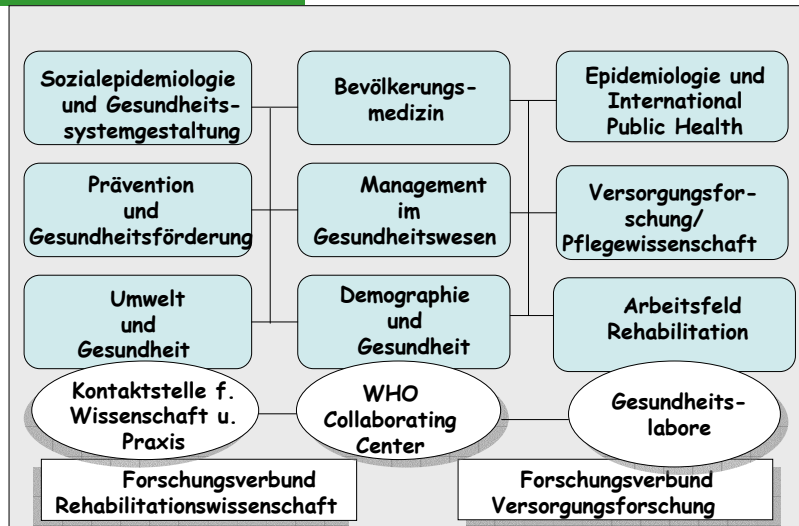 Sozialepidemiologie
und Gesundheits-
systemgestaltung
Bevölkerungs-
medizin
Epidemiologie und
International
Public Health
Prävention
und
Gesundheitsförderung
Management
im
Gesundheitswesen
Versorgungsfor-
schung/
Pflegewissenschaft
Umwelt
und
Gesundheit
Demographie
und
Gesundheit
Arbeitsfeld
Rehabilitation
Kontaktstelle f.
Wissenschaft u.
Praxis
WHO
Collaborating
Center
Gesundheits-
labore
Forschungsverbund
Rehabilitationswissenschaft
Forschungsverbund
Versorgungsforschung